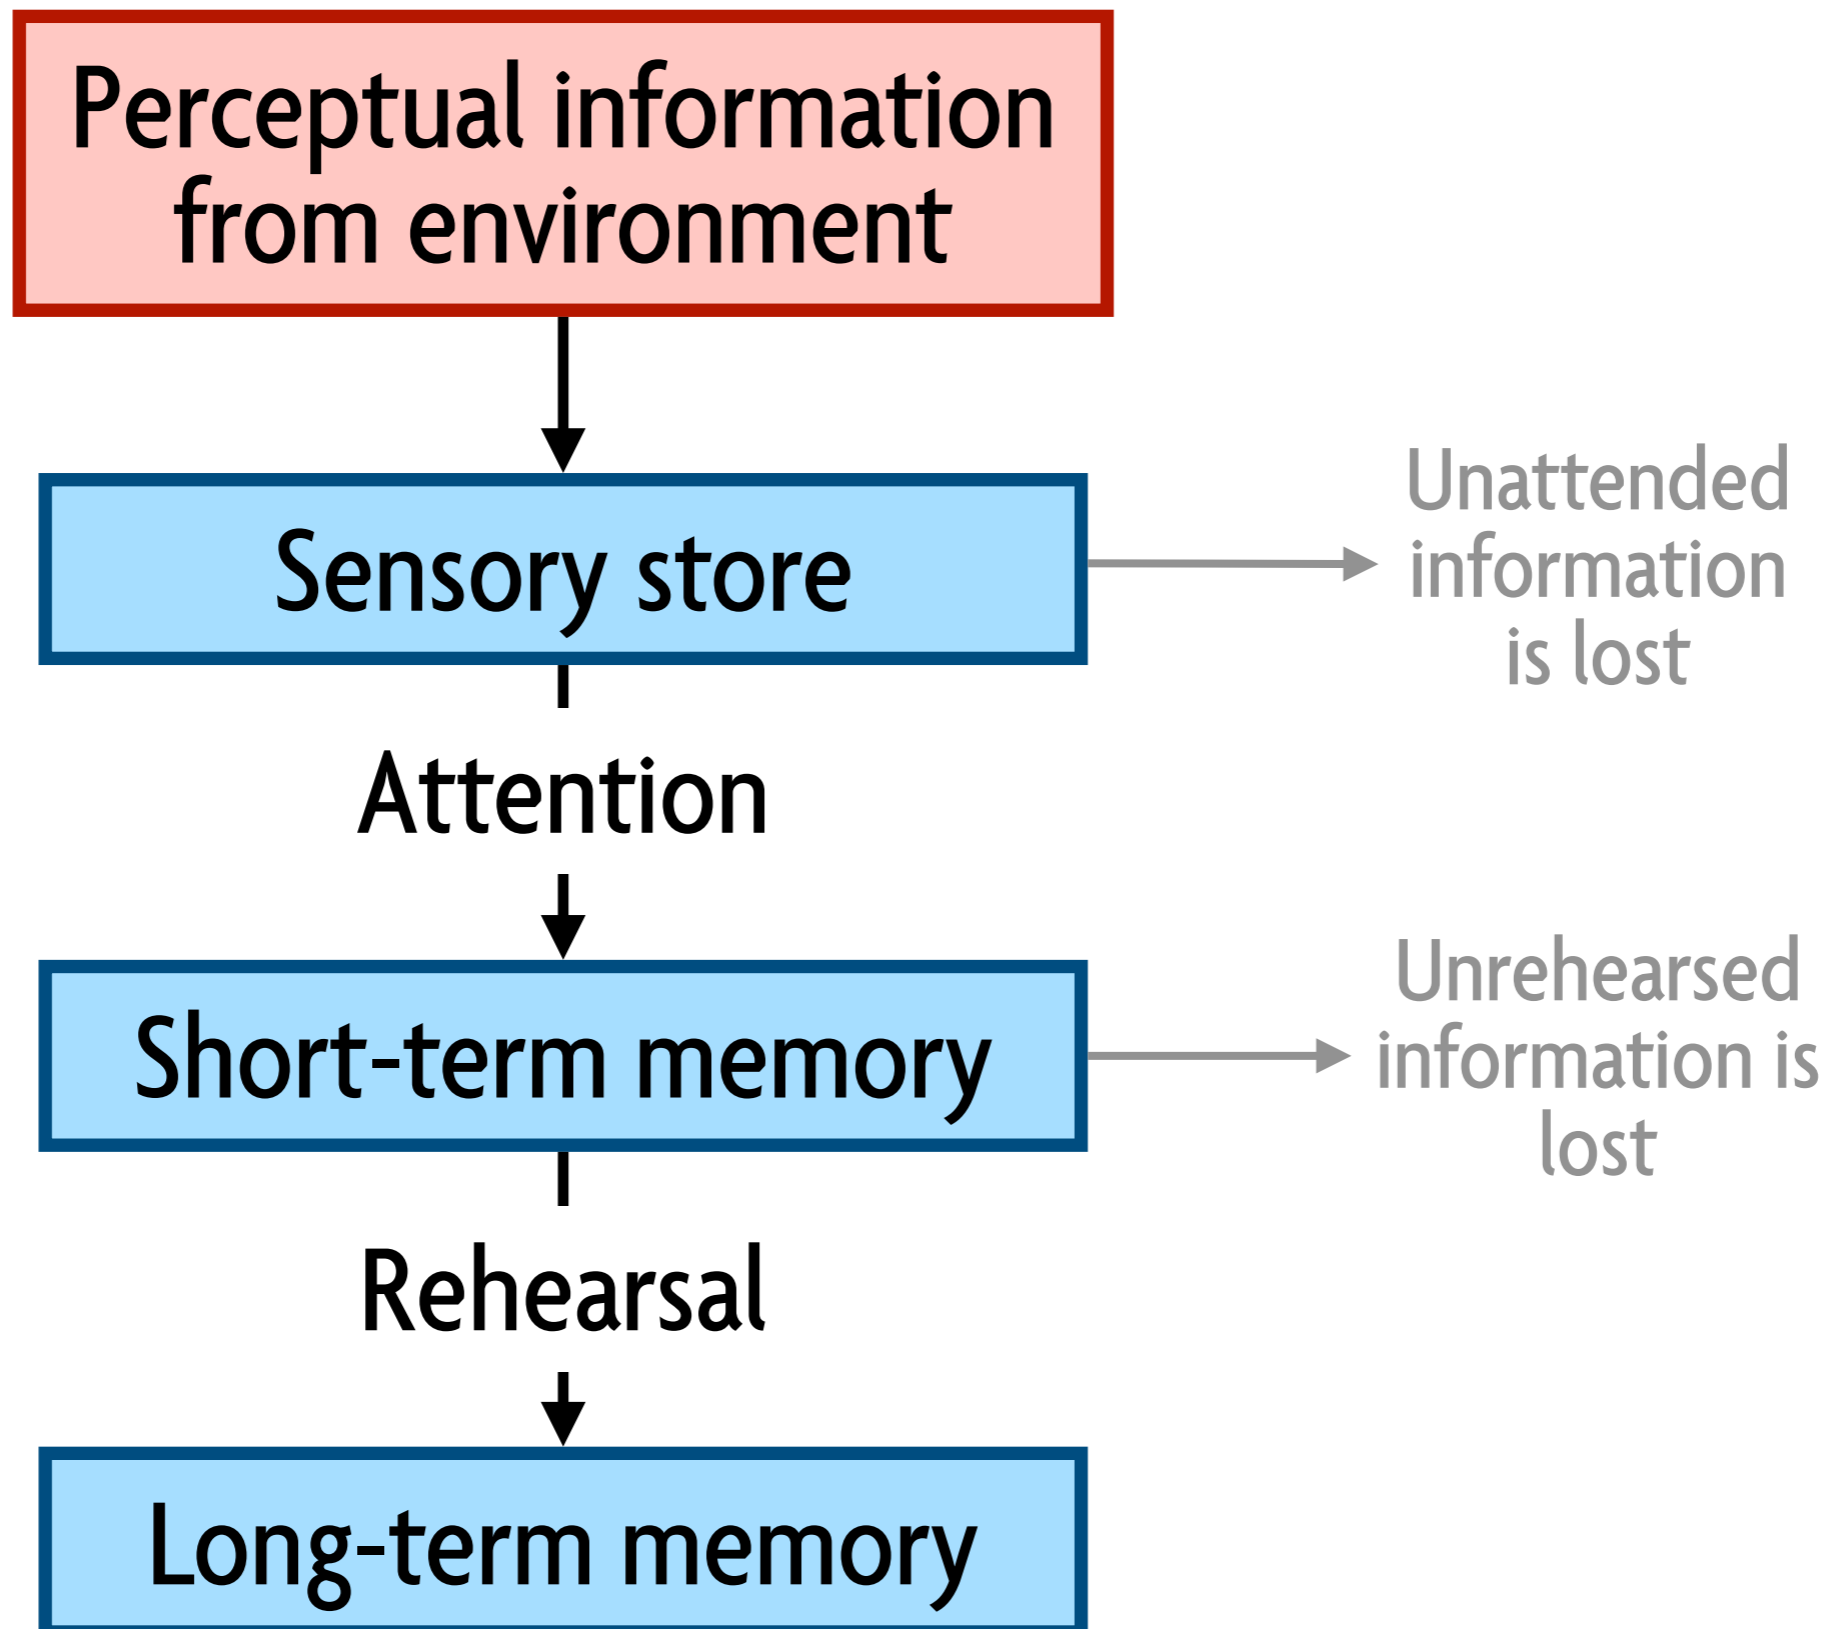 Perceptual information
from environment
Sensory store
Unattended
information
is lost
Attention
Short-term memory
Unrehearsed
information is
lost
Rehearsal
Long-term memory